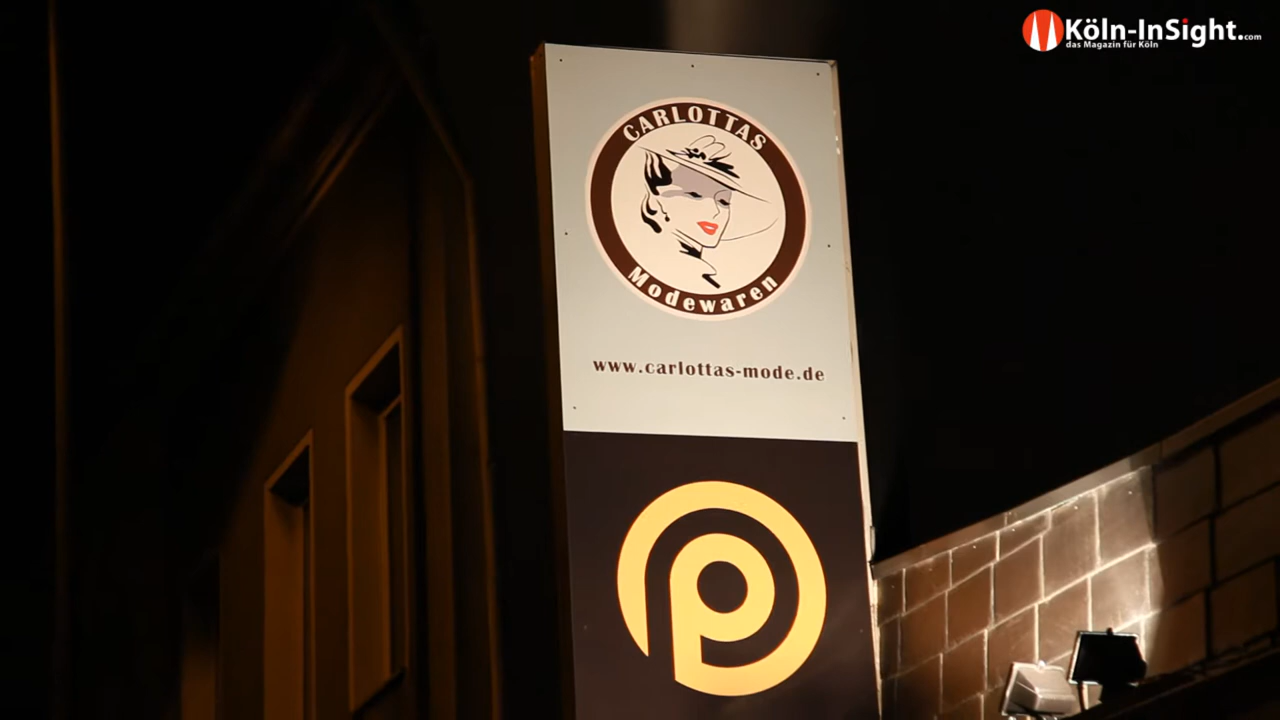 Köln-InSight.com
das Magazin für Köln
CARLOTTAS
Modewaren
www.carlottas-mode.de
P